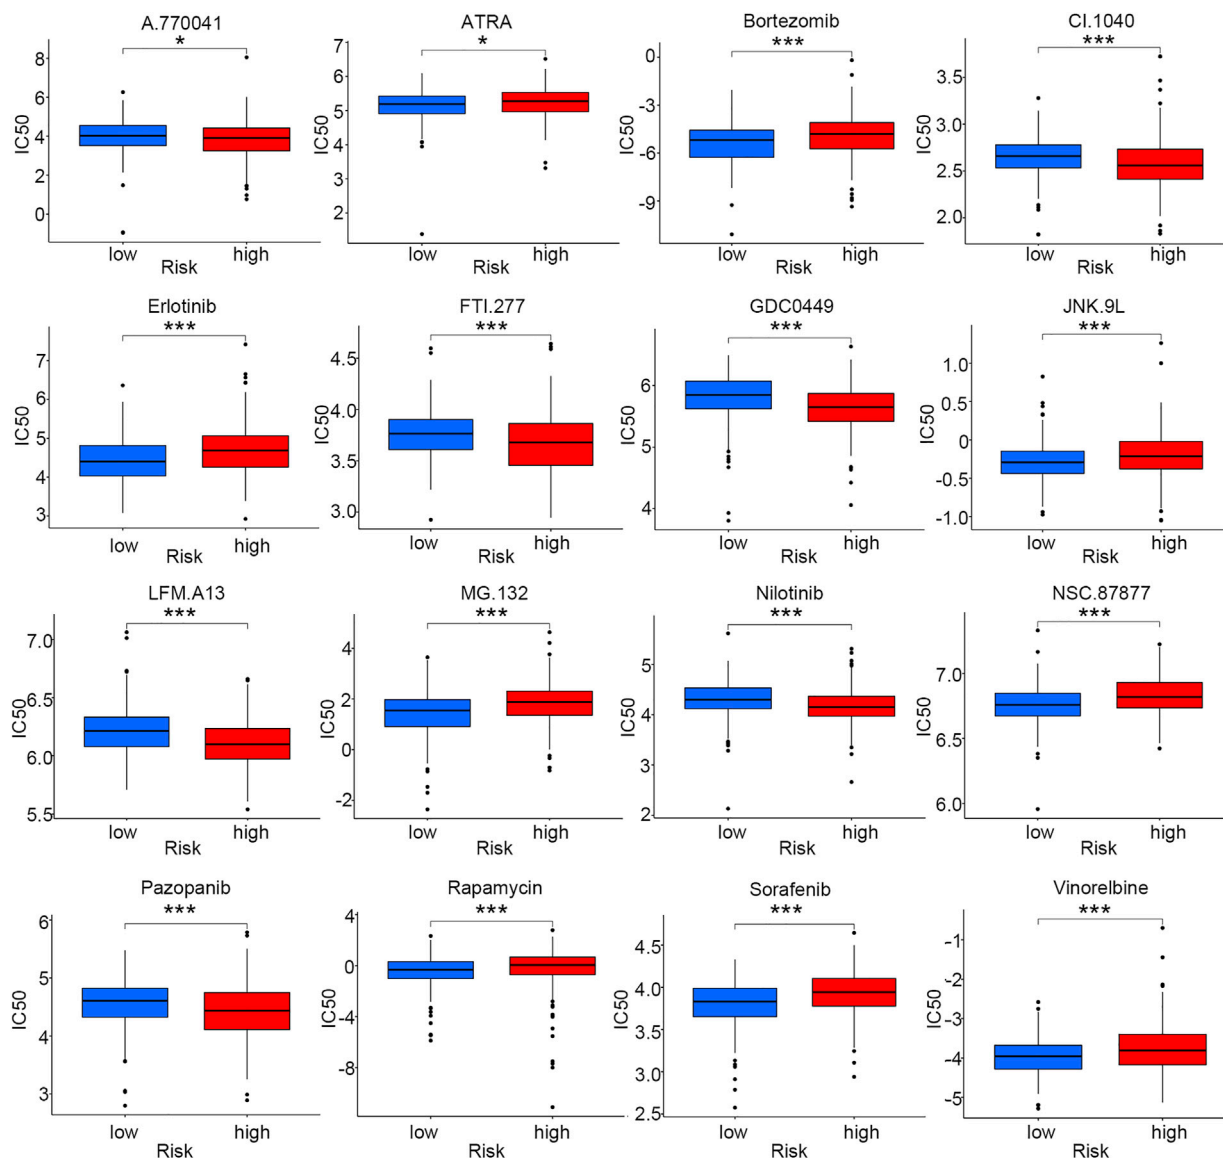 A.770041
*
8
6
4
2
0
IC50
low high
Risk
ATRA
*
7
6
5
4
3
2
IC50
low high
Risk
Bortezomib
***
0
-3
-6
-9
IC50
low high
Risk
CI.1040
***
3.5
3.0
2.5
2.0
IC50
low high
Risk
Erlotinib
***
7
6
5
4
3
IC50
low high
Risk
FTI.277
***
4.5
4.0
3.5
3.0
IC50
low high
Risk
GDC0449
***
6
5
4
IC50
low high
Risk
JNK.9L
***
1.0
0.5
0
-0.5
-1.0
IC50
low high
Risk
LFM.A13
***
7.0
6.5
6.0
5.5
IC50
low high
Risk
MG.132
***
4
2
0
-2
IC50
low high
Risk
Nilotinib
***
5
4
3
2
IC50
low high
Risk
NSC.87877
***
7.0
6.5
6.0
IC50
low high
Risk
Pazopanib
***
6
5
4
3
IC50
low high
Risk
Rapamycin
***
4
0
-4
-8
IC50
low high
Risk
Sorafenib
***
4.5
4.0
3.5
3.0
2.5
IC50
low high
Risk
Vinorelbine
***
-1
-2
-3
-4
-5
IC50
low high
Risk